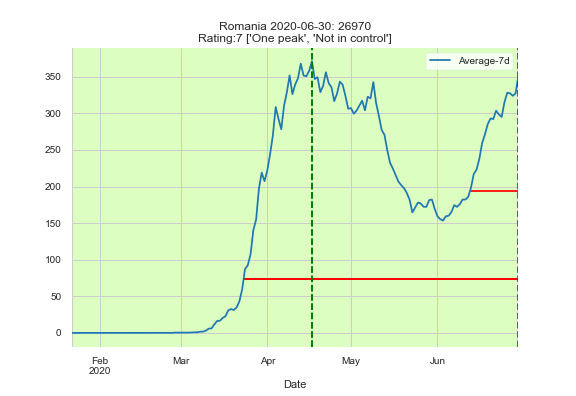 Romania 2020-06-30: 26970
Rating:7 ['One peak', 'Not in control']
Average-7d
350
300
250
200
150
100
50
0
Feb
2020
Mar
Apr
May
Jun
Date